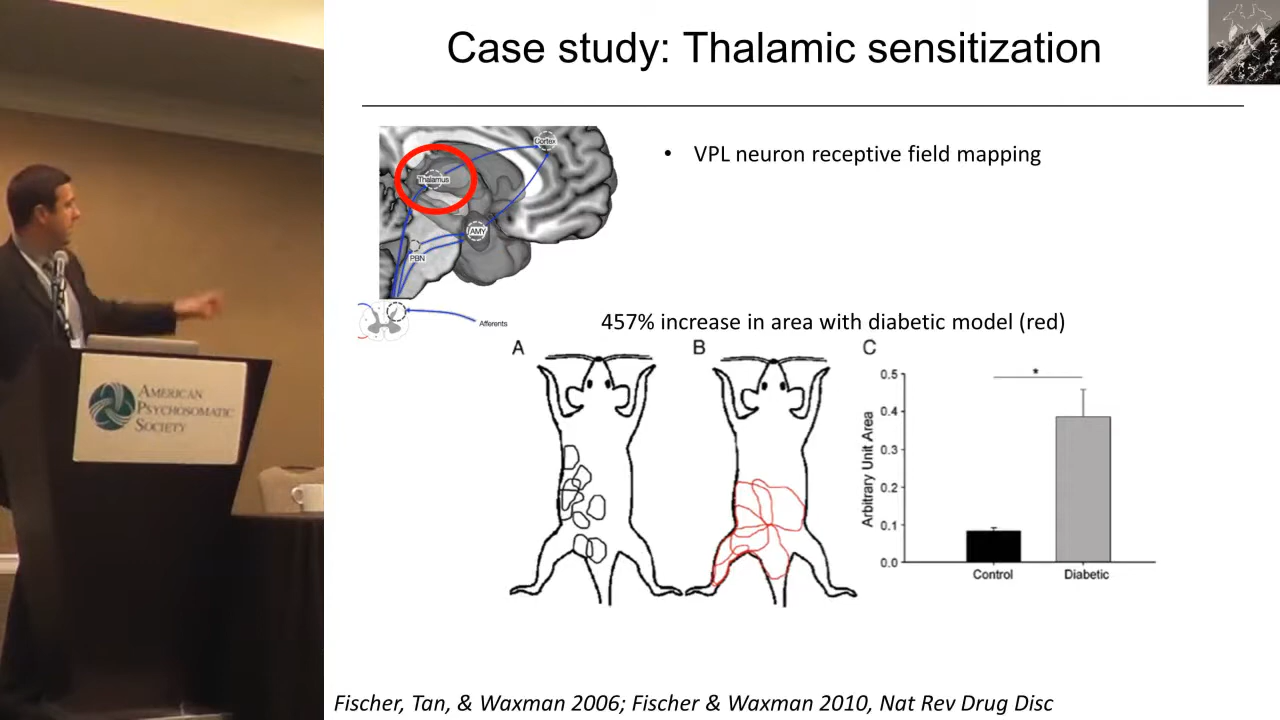 Case study: Thalamic sensitization
Cortex
Thalamus
AMY
PBN
Afferents
• VPL neuron receptive field mapping
457% increase in area with diabetic model (red)
A
B
C
Arbitrary Unit Area
0.5
0.4
0.3
0.2
0.1
0.0
*
Control
Diabetic
AMERICAN
PSYCHOSOMATIC
SOCIETY
Fischer, Tan, & Waxman 2006; Fischer & Waxman 2010, Nat Rev Drug Disc